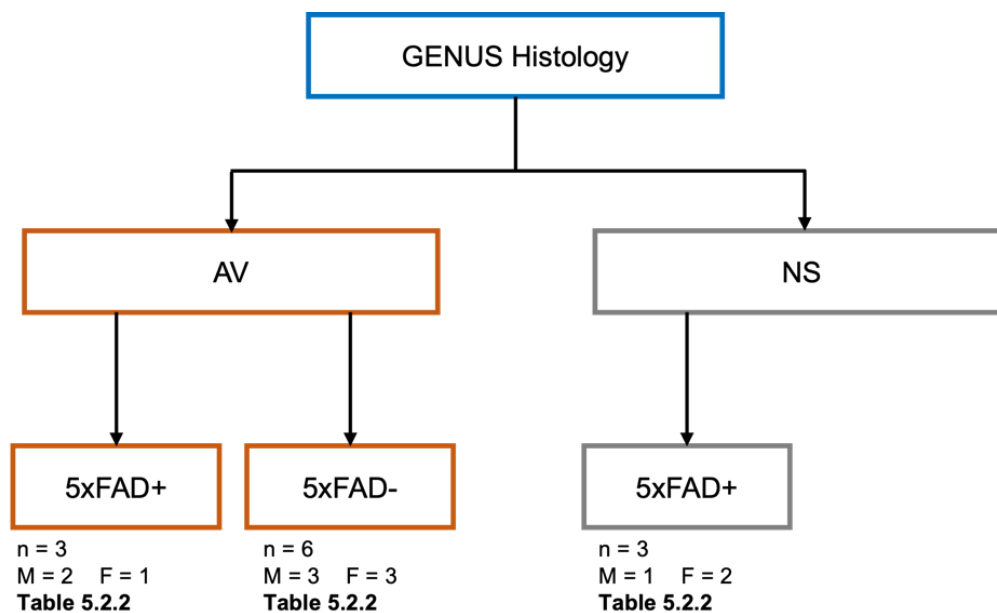 GENUS Histology
AV
NS
5xFAD+
n = 3
M = 2 F = 1
Table 5.2.2
5xFAD-
n = 6
M = 3 F = 3
Table 5.2.2
5xFAD+
n = 3
M = 1 F = 2
Table 5.2.2